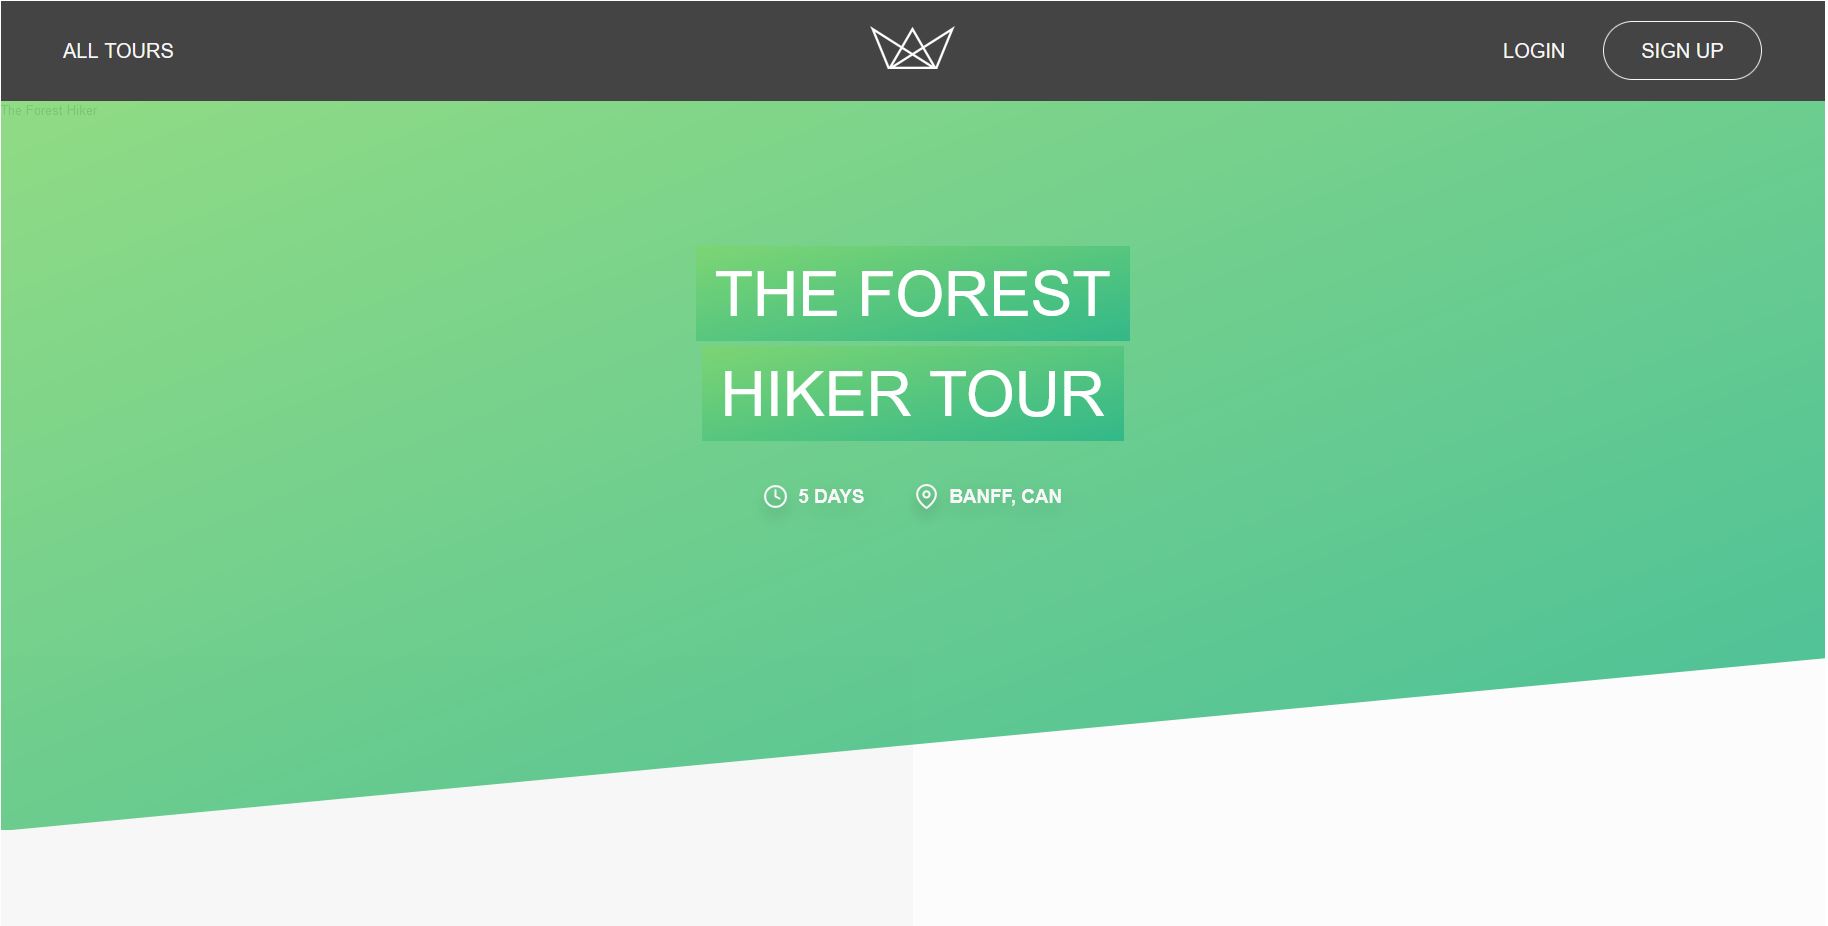 ALL TOURS
LOGIN
SIGN UP
The Forest Hiker
THE FOREST
HIKER TOUR
5 DAYS
BANFF, CAN